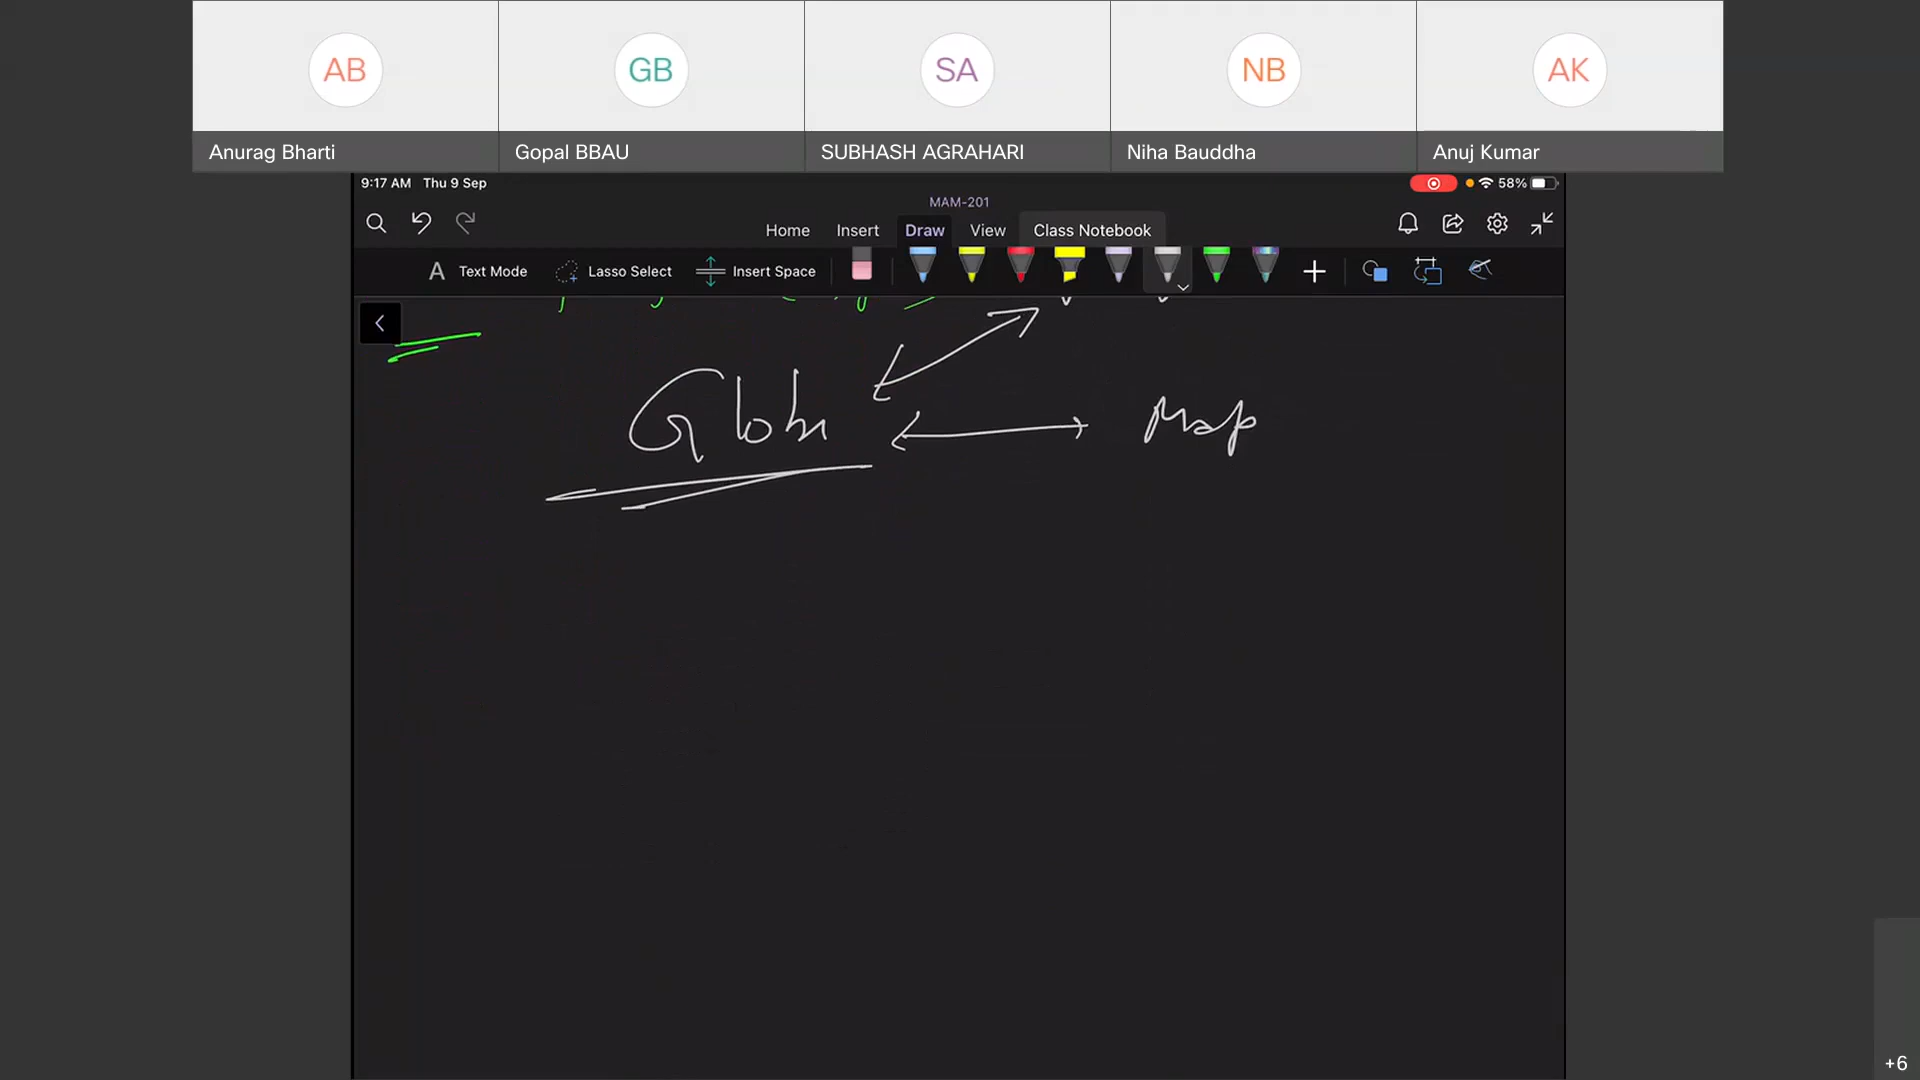 AB GB SA NB AK
Anurag Bharti Gopal BBAU SUBHASH AGRAHARI Niha Bauddha Anuj Kumar
9:17 AM Thu 9 Sep 58%
MAM-201
Home Insert Draw View Class Notebook
A Text Mode Lasso Select Insert Space
Globe Map
+6